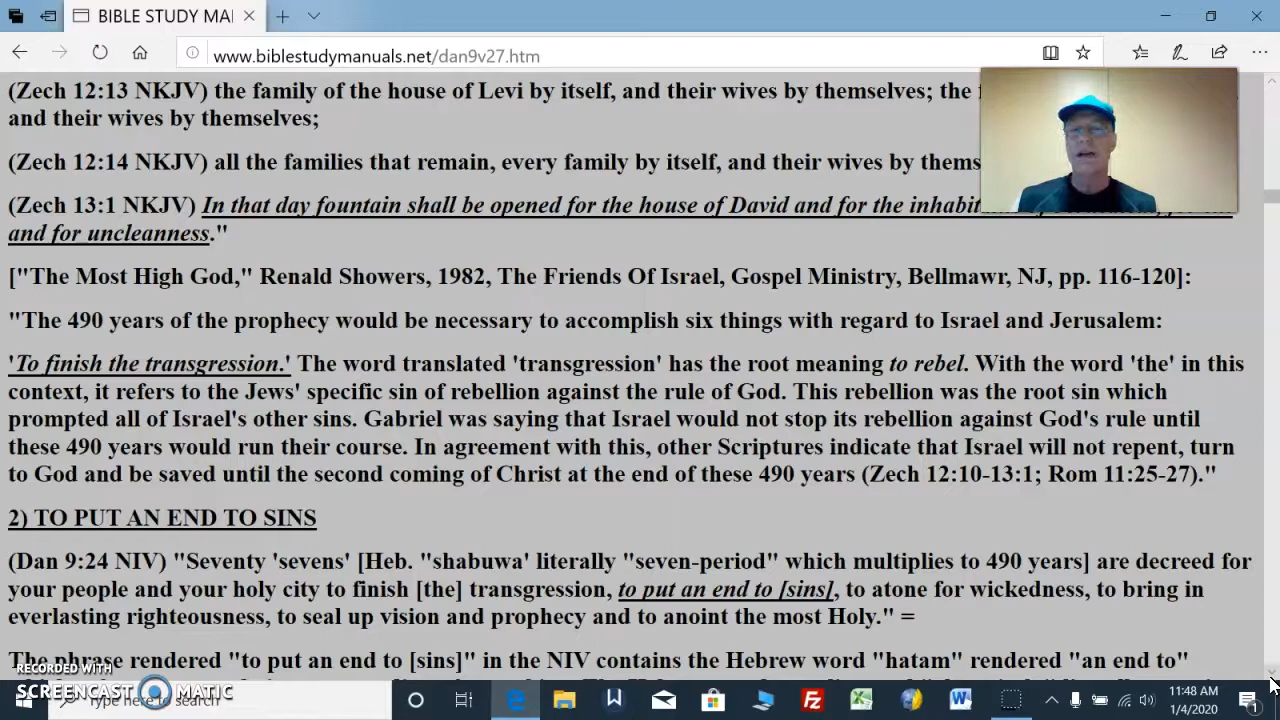 BIBLE STUDY MA
www.biblestudymanuals.net/dan9v27.htm
(Zech 12:13 NKJV) the family of the house of Levi by itself, and their wives by themselves; the
and their wives by themselves;
(Zech 12:14 NKJV) all the families that remain, every family by itself, and their wives by thems
(Zech 13:1 NKJV) In that day fountain shall be opened for the house of David and for the inhabit
and for uncleanness."
["The Most High God," Renald Showers, 1982, The Friends Of Israel, Gospel Ministry, Bellmawr, NJ, pp. 116-120]:
"The 490 years of the prophecy would be necessary to accomplish six things with regard to Israel and Jerusalem:
'To finish the transgression.' The word translated 'transgression' has the root meaning to rebel. With the word 'the' in this
context, it refers to the Jews' specific sin of rebellion against the rule of God. This rebellion was the root sin which
prompted all of Israel's other sins. Gabriel was saying that Israel would not stop its rebellion against God's rule until
these 490 years would run their course. In agreement with this, other Scriptures indicate that Israel will not repent, turn
to God and be saved until the second coming of Christ at the end of these 490 years (Zech 12:10-13:1; Rom 11:25-27)."
2) TO PUT AN END TO SINS
(Dan 9:24 NIV) "Seventy 'sevens' [Heb. "shabuwa' literally "seven-period" which multiplies to 490 years] are decreed for
your people and your holy city to finish [the] transgression, to put an end to [sins], to atone for wickedness, to bring in
everlasting righteousness, to seal up vision and prophecy and to anoint the most Holy." =
The phrase rendered "to put an end to [sins]" in the NIV contains the Hebrew word "hatam" rendered "an end to"
RECORDED WITH
SCREENCAST MATIC
Type here to search
11:48 AM
1/4/2020